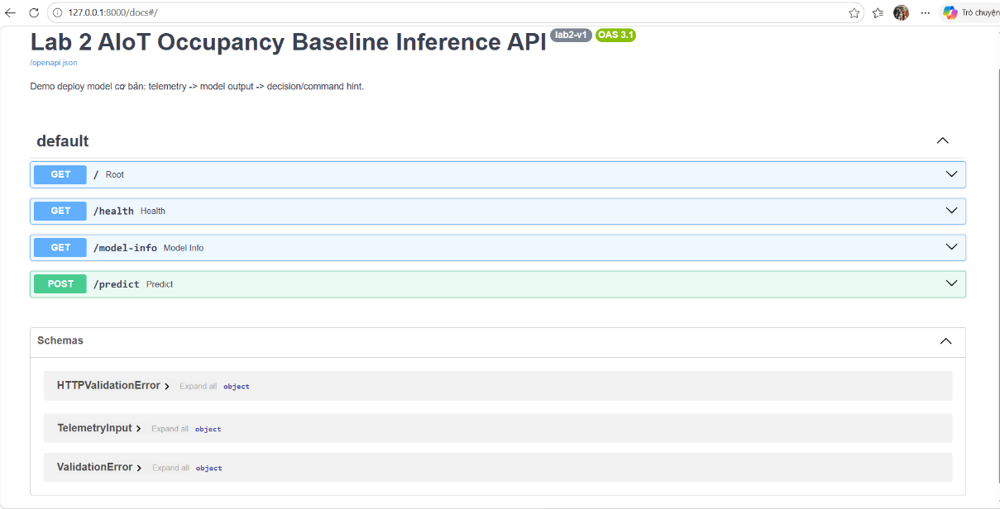 127.0.0.1:8000/docs#/
Trò chuyện
Lab 2 AIoT Occupancy Baseline Inference API lab2-v1 OAS 3.1
/openapi.json
Demo deploy model cơ bản: telemetry -> model output -> decision/command hint.
default
GET / Root
GET /health Health
GET /model-info Model Info
POST /predict Predict
Schemas
HTTPValidationError Expand all object
TelemetryInput Expand all object
ValidationError Expand all object